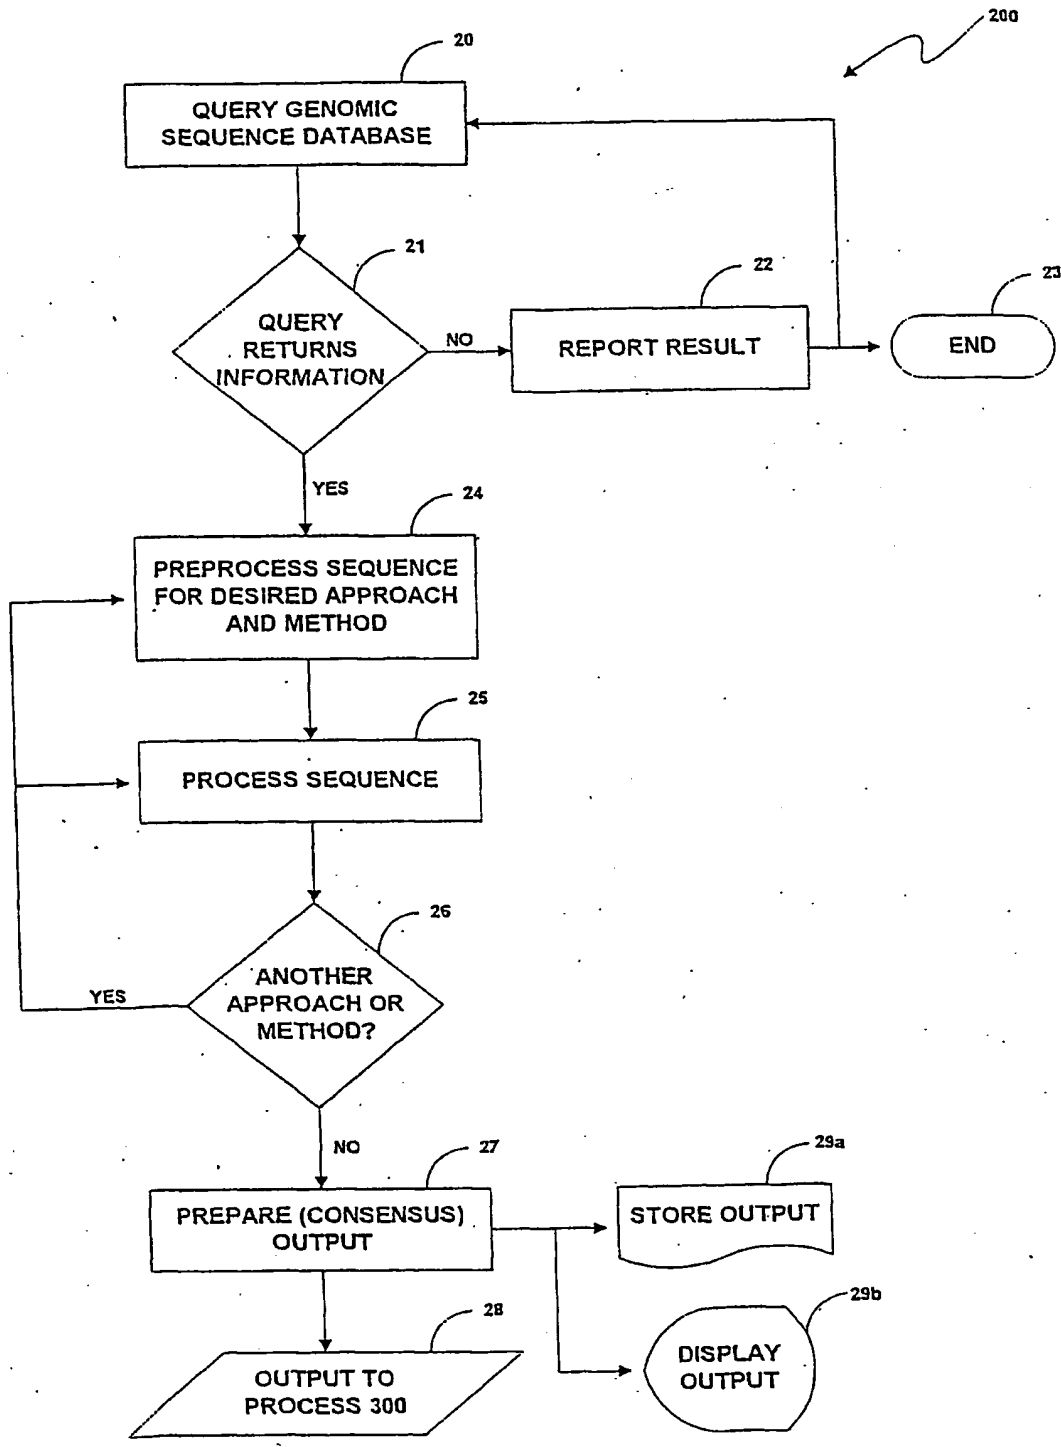 200
20
QUERY GENOMIC
SEQUENCE DATABASE
21
QUERY
RETURNS
INFORMATION
NO
22
REPORT RESULT
23
END
YES
24
PREPROCESS SEQUENCE
FOR DESIRED APPROACH
AND METHOD
25
PROCESS SEQUENCE
26
ANOTHER
APPROACH OR
METHOD?
YES
NO
27
PREPARE (CONSENSUS)
OUTPUT
29a
STORE OUTPUT
28
OUTPUT TO
PROCESS 300
29b
DISPLAY
OUTPUT